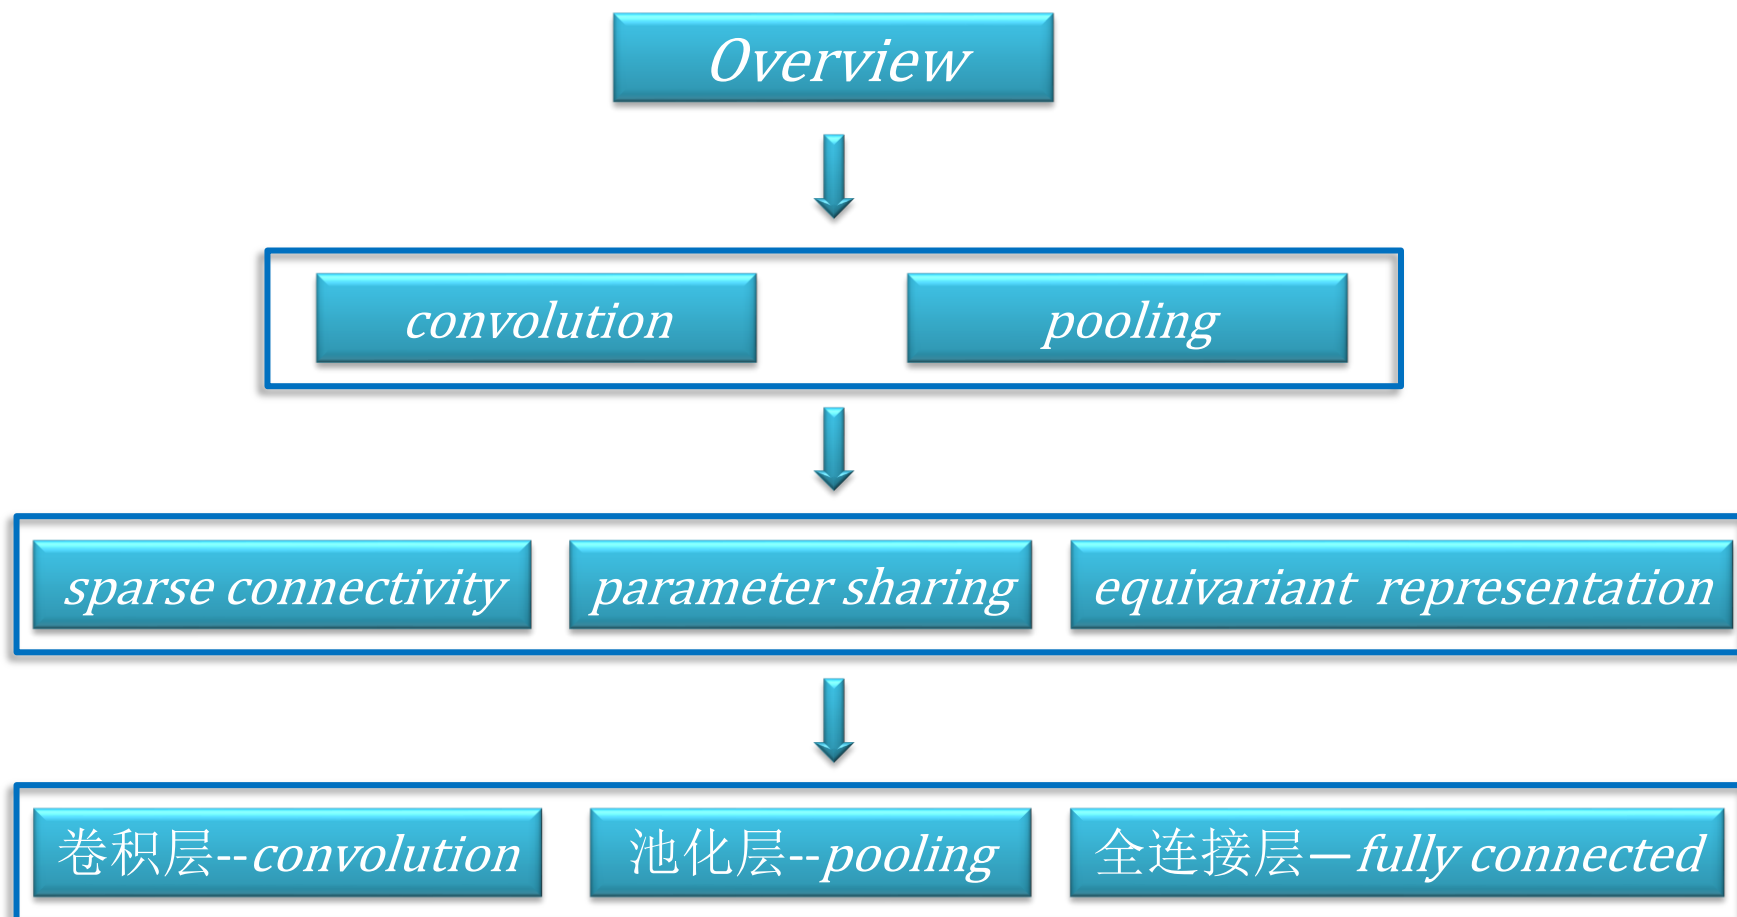 Overview
convolution
pooling
sparse connectivity
parameter sharing
equivariant representation
卷积层--convolution
池化层--pooling
全连接层—fully connected